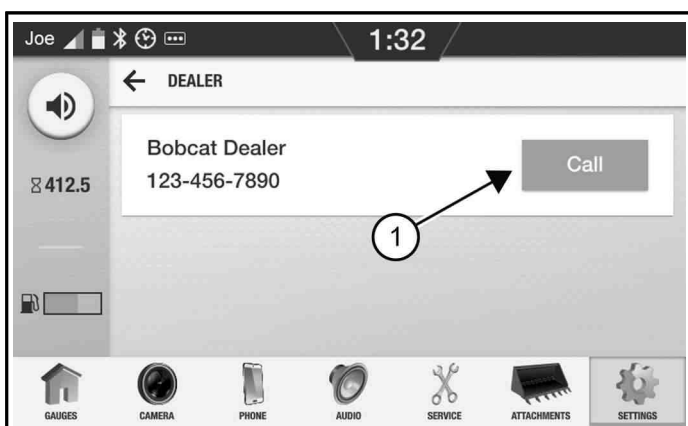 Joe
1:32
DEALER
Bobcat Dealer
123-456-7890
Call
1
412.5
GAUGES
CAMERA
PHONE
AUDIO
SERVICE
ATTACHMENTS
SETTINGS